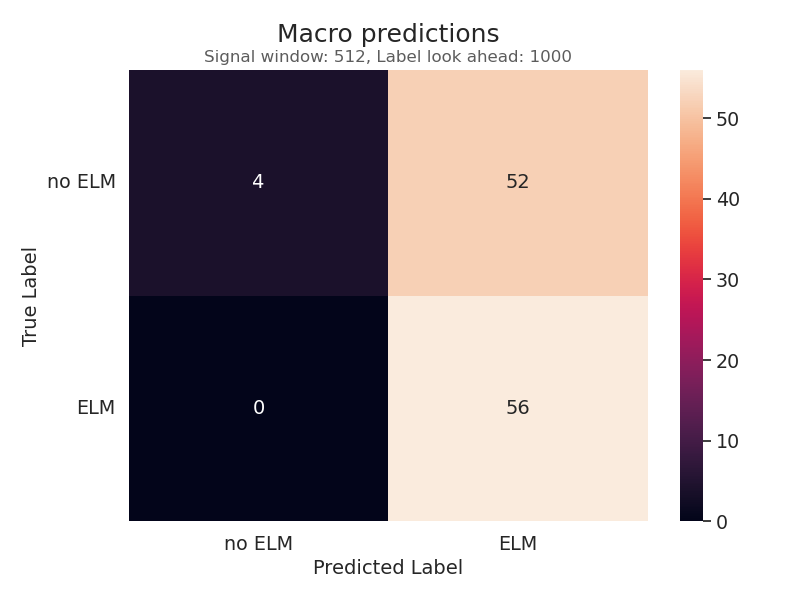 Macro predictions
Signal window: 512, Label look ahead: 1000
no ELM
4
52
ELM
0
56
no ELM
ELM
Predicted Label
True Label
50
40
30
20
10
0